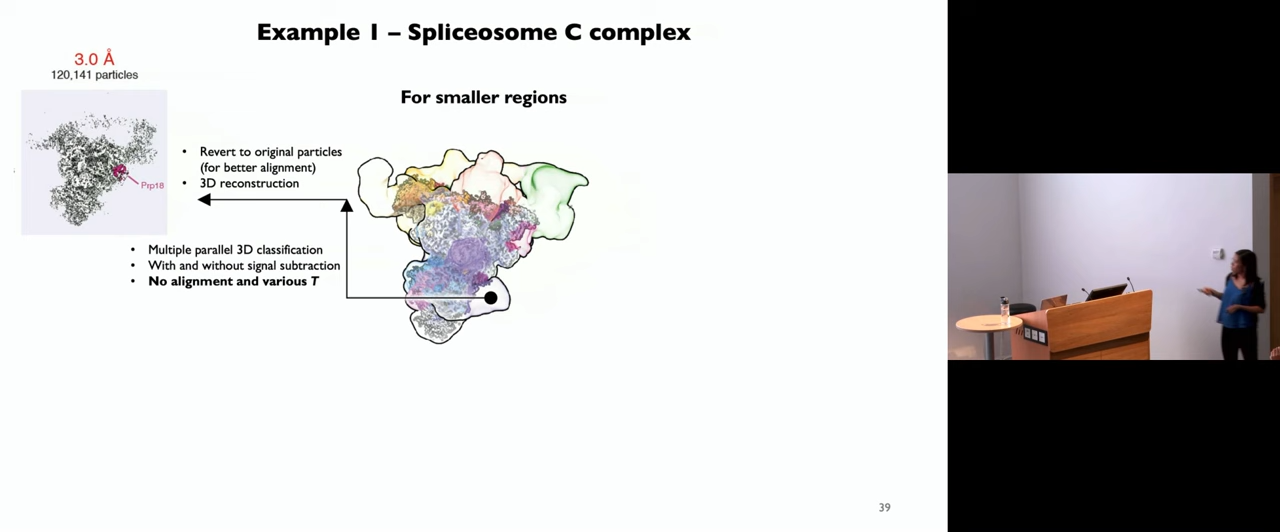 Example 1 – Spliceosome C complex
3.0 Å
120,141 particles
For smaller regions
• Revert to original particles
(for better alignment)
• 3D reconstruction
Prp18
• Multiple parallel 3D classification
• With and without signal subtraction
• No alignment and various T
39